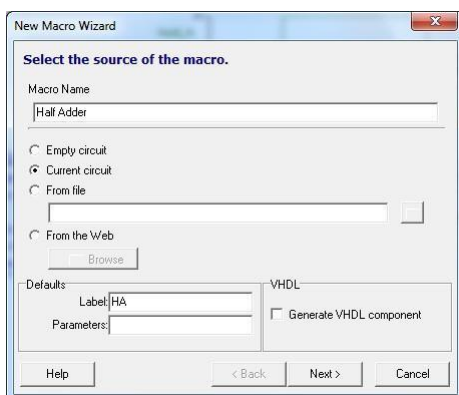 New Macro Wizard
Select the source of the macro.
Macro Name
Half Adder
Empty circuit
Current circuit
From file
From the Web
Browse
Defaults
Label: HA
Parameters:
VHDL
Generate VHDL component
Help
< Back
Next >
Cancel